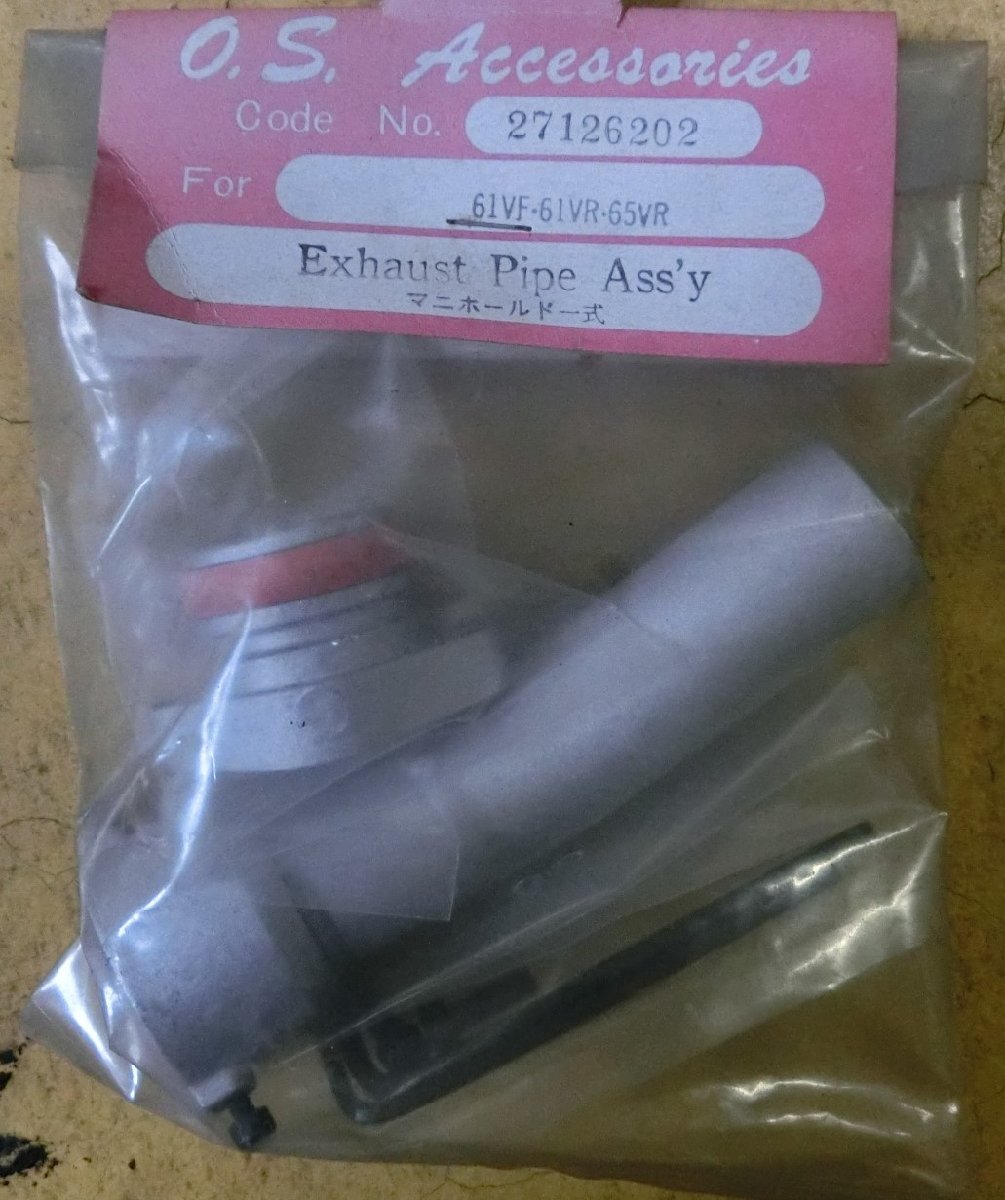 O.S. Accessories
Code No. 27126202
For 61VF·61VR·65VR
Exhaust Pipe Ass'y
マニホールド一式